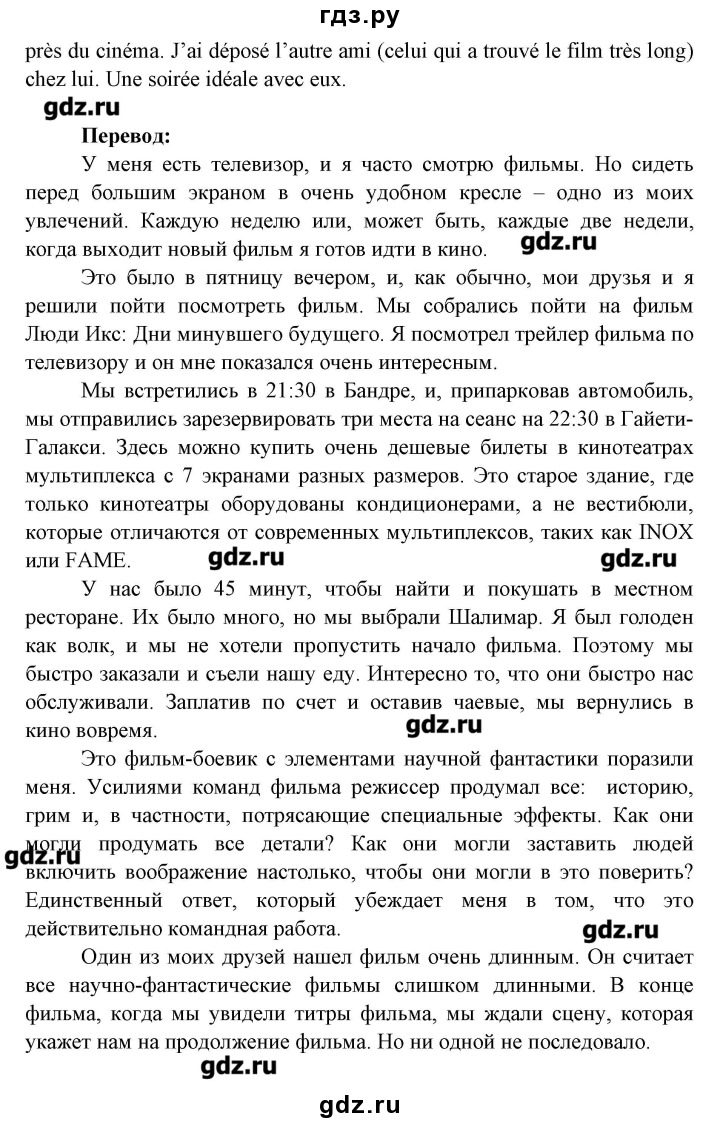 гдз.ру
près du cinéma. J’ai déposé l’autre ami (celui qui a trouvé le film très long)
chez lui. Une soirée idéale avec eux.
gdz.ru
Перевод:
У меня есть телевизор, и я часто смотрю фильмы. Но сидеть
перед большим экраном в очень удобном кресле – одно из моих
увлечений. Каждую неделю или, может быть, каждые две недели,
когда выходит новый фильм я готов идти в кино.
gdz.ru
Это было в пятницу вечером, и, как обычно, мои друзья и я
решили пойти посмотреть фильм. Мы собрались пойти на фильм
Люди Икс: Дни минувшего будущего. Я посмотрел трейлер фильма по
телевизору и он мне показался очень интересным.
Мы встретились в 21:30 в Бандре, и, припарковав автомобиль,
мы отправились зарезервировать три места на сеанс на 22:30 в Гайети-
Галакси. Здесь можно купить очень дешевые билеты в кинотеатрах
мультиплекса с 7 экранами разных размеров. Это старое здание, где
только кинотеатры оборудованы кондиционерами, а не вестибюли,
которые отличаются от современных мультиплексов, таких как INOX
или FAME.
gdz.ru
gdz.ru
У нас было 45 минут, чтобы найти и покушать в местном
ресторане. Их было много, но мы выбрали Шалимар. Я был голоден
как волк, и мы не хотели пропустить начало фильма. Поэтому мы
быстро заказали и съели нашу еду. Интересно то, что они быстро нас
обслуживали. Заплатив по счет и оставив чаевые, мы вернулись в
кино вовремя.
gdz.ru
Это фильм-боевик с элементами научной фантастики поразили
меня. Усилиями команд фильма режиссер продумал все: историю,
грим и, в частности, потрясающие специальные эффекты. Как они
могли продумать все детали? Как они могли заставить людей
gdz.ru
включить воображение настолько, чтобы они могли в это поверить?
Единственный ответ, который убеждает меня в том, что это
действительно командная работа.
gdz.ru
Один из моих друзей нашел фильм очень длинным. Он считает
все научно-фантастические фильмы слишком длинными. В конце
фильма, когда мы увидели титры фильма, мы ждали сцену, которая
укажет нам на продолжение фильма. Но ни одной не последовало.
gdz.ru
gdz.ru